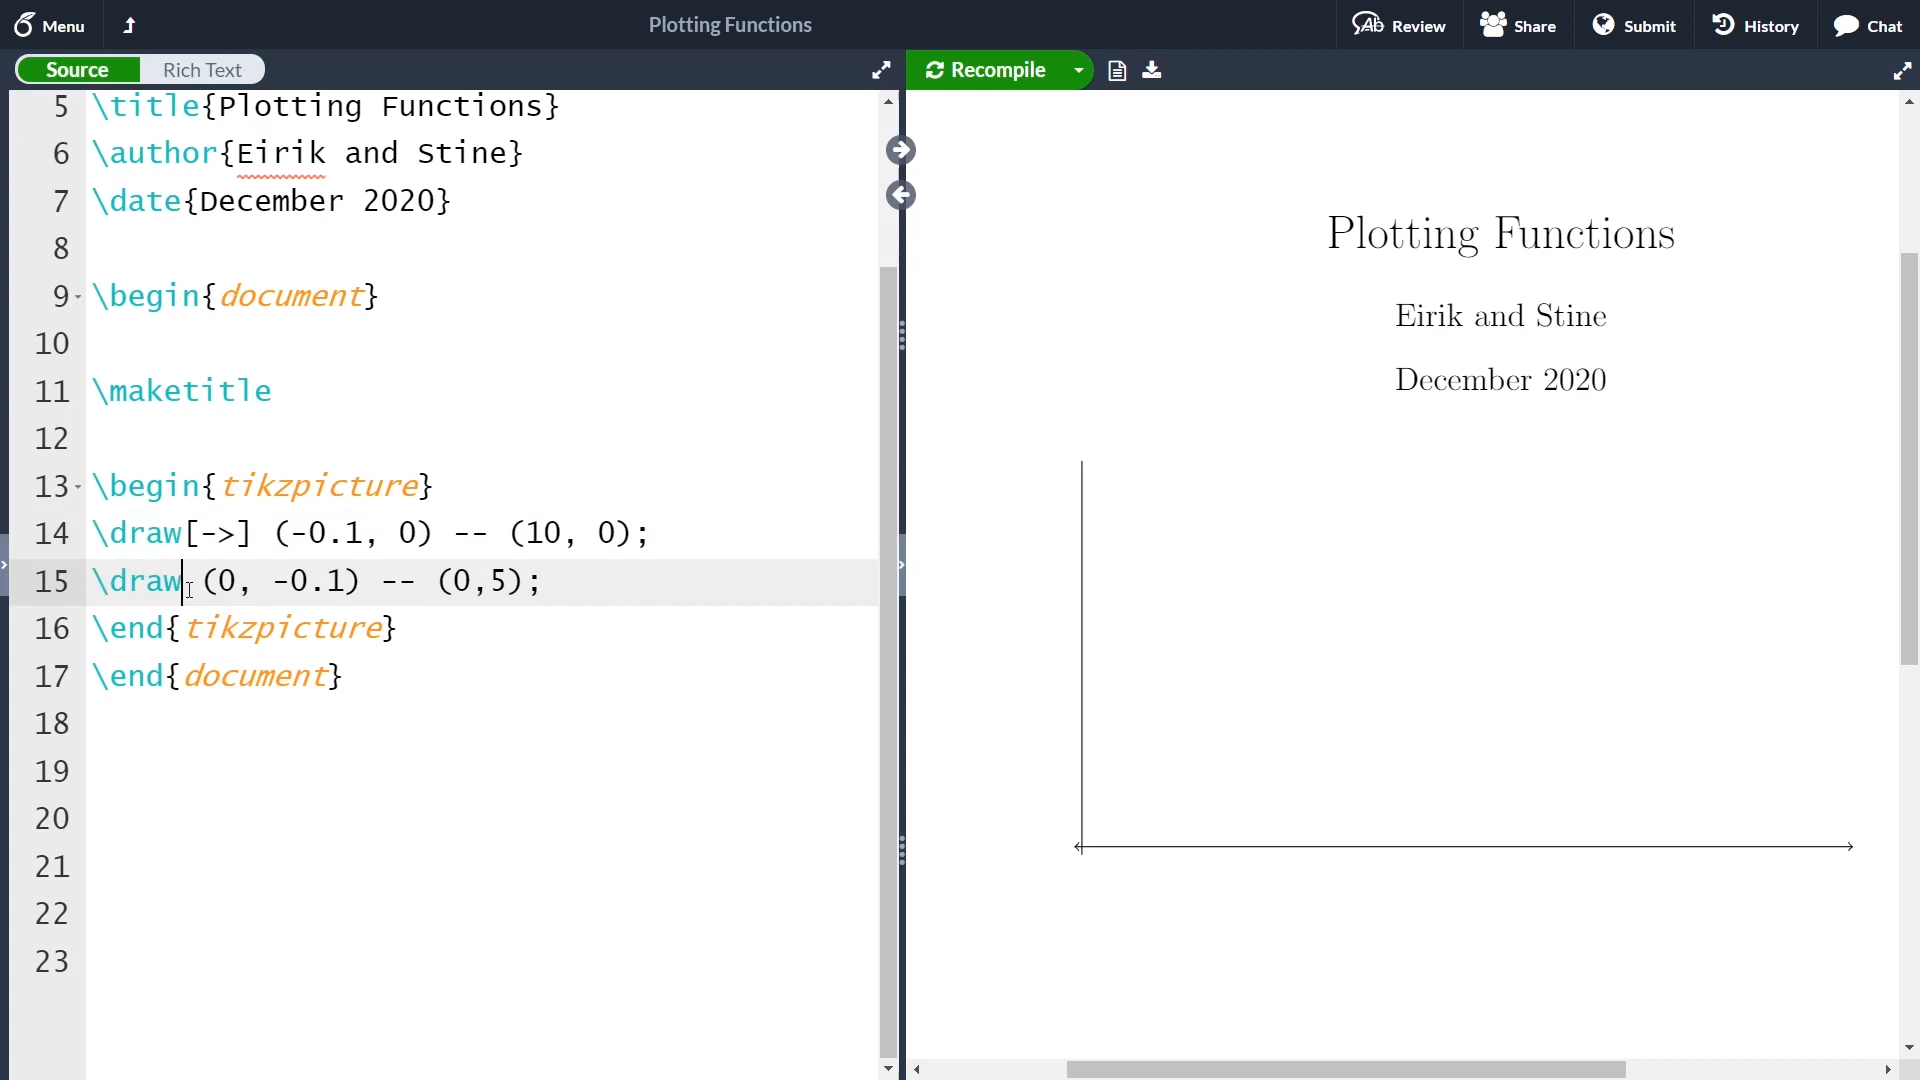 Menu
Plotting Functions
Review
Share
Submit
History
Chat
Source
Rich Text
Recompile
5 \title{Plotting Functions}
6 \author{Eirik and Stine}
7 \date{December 2020}
8
9 \begin{document}
10
11 \maketitle
12
13 \begin{tikzpicture}
14 \draw[->] (-0.1, 0) -- (10, 0);
15 \draw (0, -0.1) -- (0,5);
16 \end{tikzpicture}
17 \end{document}
18
19
20
21
22
23
Plotting Functions
Eirik and Stine
December 2020